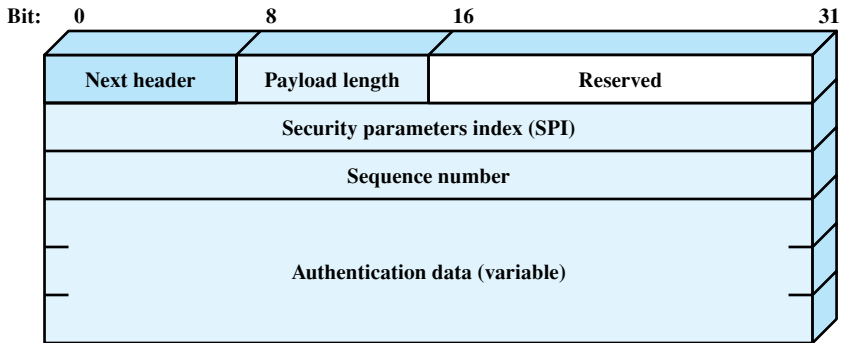 Bit: 0 8 16 31
Next header Payload length Reserved
Security parameters index (SPI)
Sequence number
Authentication data (variable)